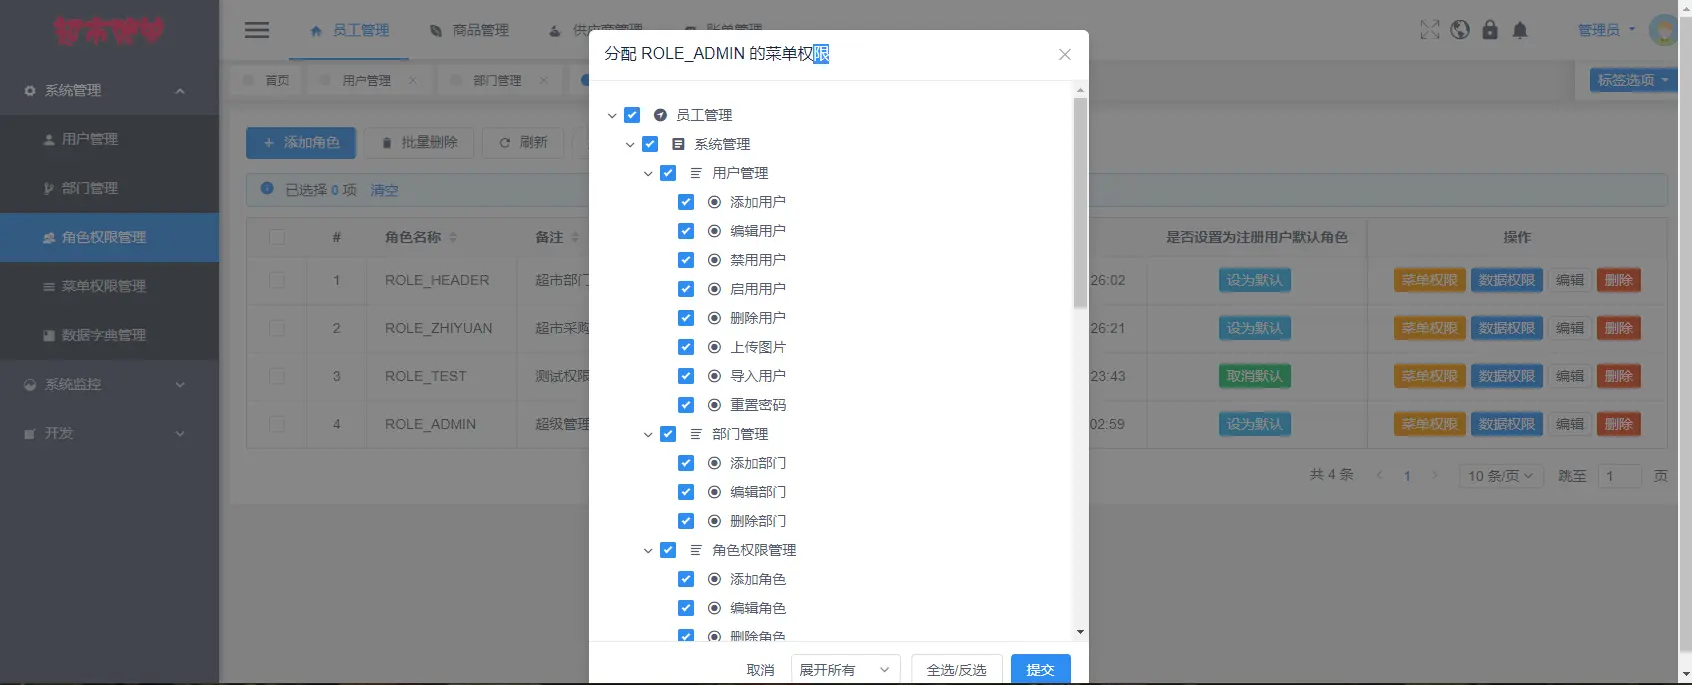 员工管理
商品管理
供应商管理
账单管理
管理员
系统管理
用户管理
部门管理
角色权限管理
菜单权限管理
数据字典管理
系统监控
开发
首页
用户管理
部门管理
标签选项
添加角色
批量删除
刷新
已选择 0 项 清空
# 角色名称 备注 是否设置为注册用户默认角色 操作
1 ROLE_HEADER 超市部门 26:02 设为默认 菜单权限 数据权限 编辑 删除
2 ROLE_ZHIYUAN 超市采购 26:21 设为默认 菜单权限 数据权限 编辑 删除
3 ROLE_TEST 测试权限 23:43 取消默认 菜单权限 数据权限 编辑 删除
4 ROLE_ADMIN 超级管理 02:59 设为默认 菜单权限 数据权限 编辑 删除
共 4 条 1 10 条/页 跳至 1 页
分配 ROLE_ADMIN 的菜单权限
员工管理
系统管理
用户管理
添加用户
编辑用户
禁用用户
启用用户
删除用户
上传图片
导入用户
重置密码
部门管理
添加部门
编辑部门
删除部门
角色权限管理
添加角色
编辑角色
删除角色
取消 展开所有 全选/反选 提交